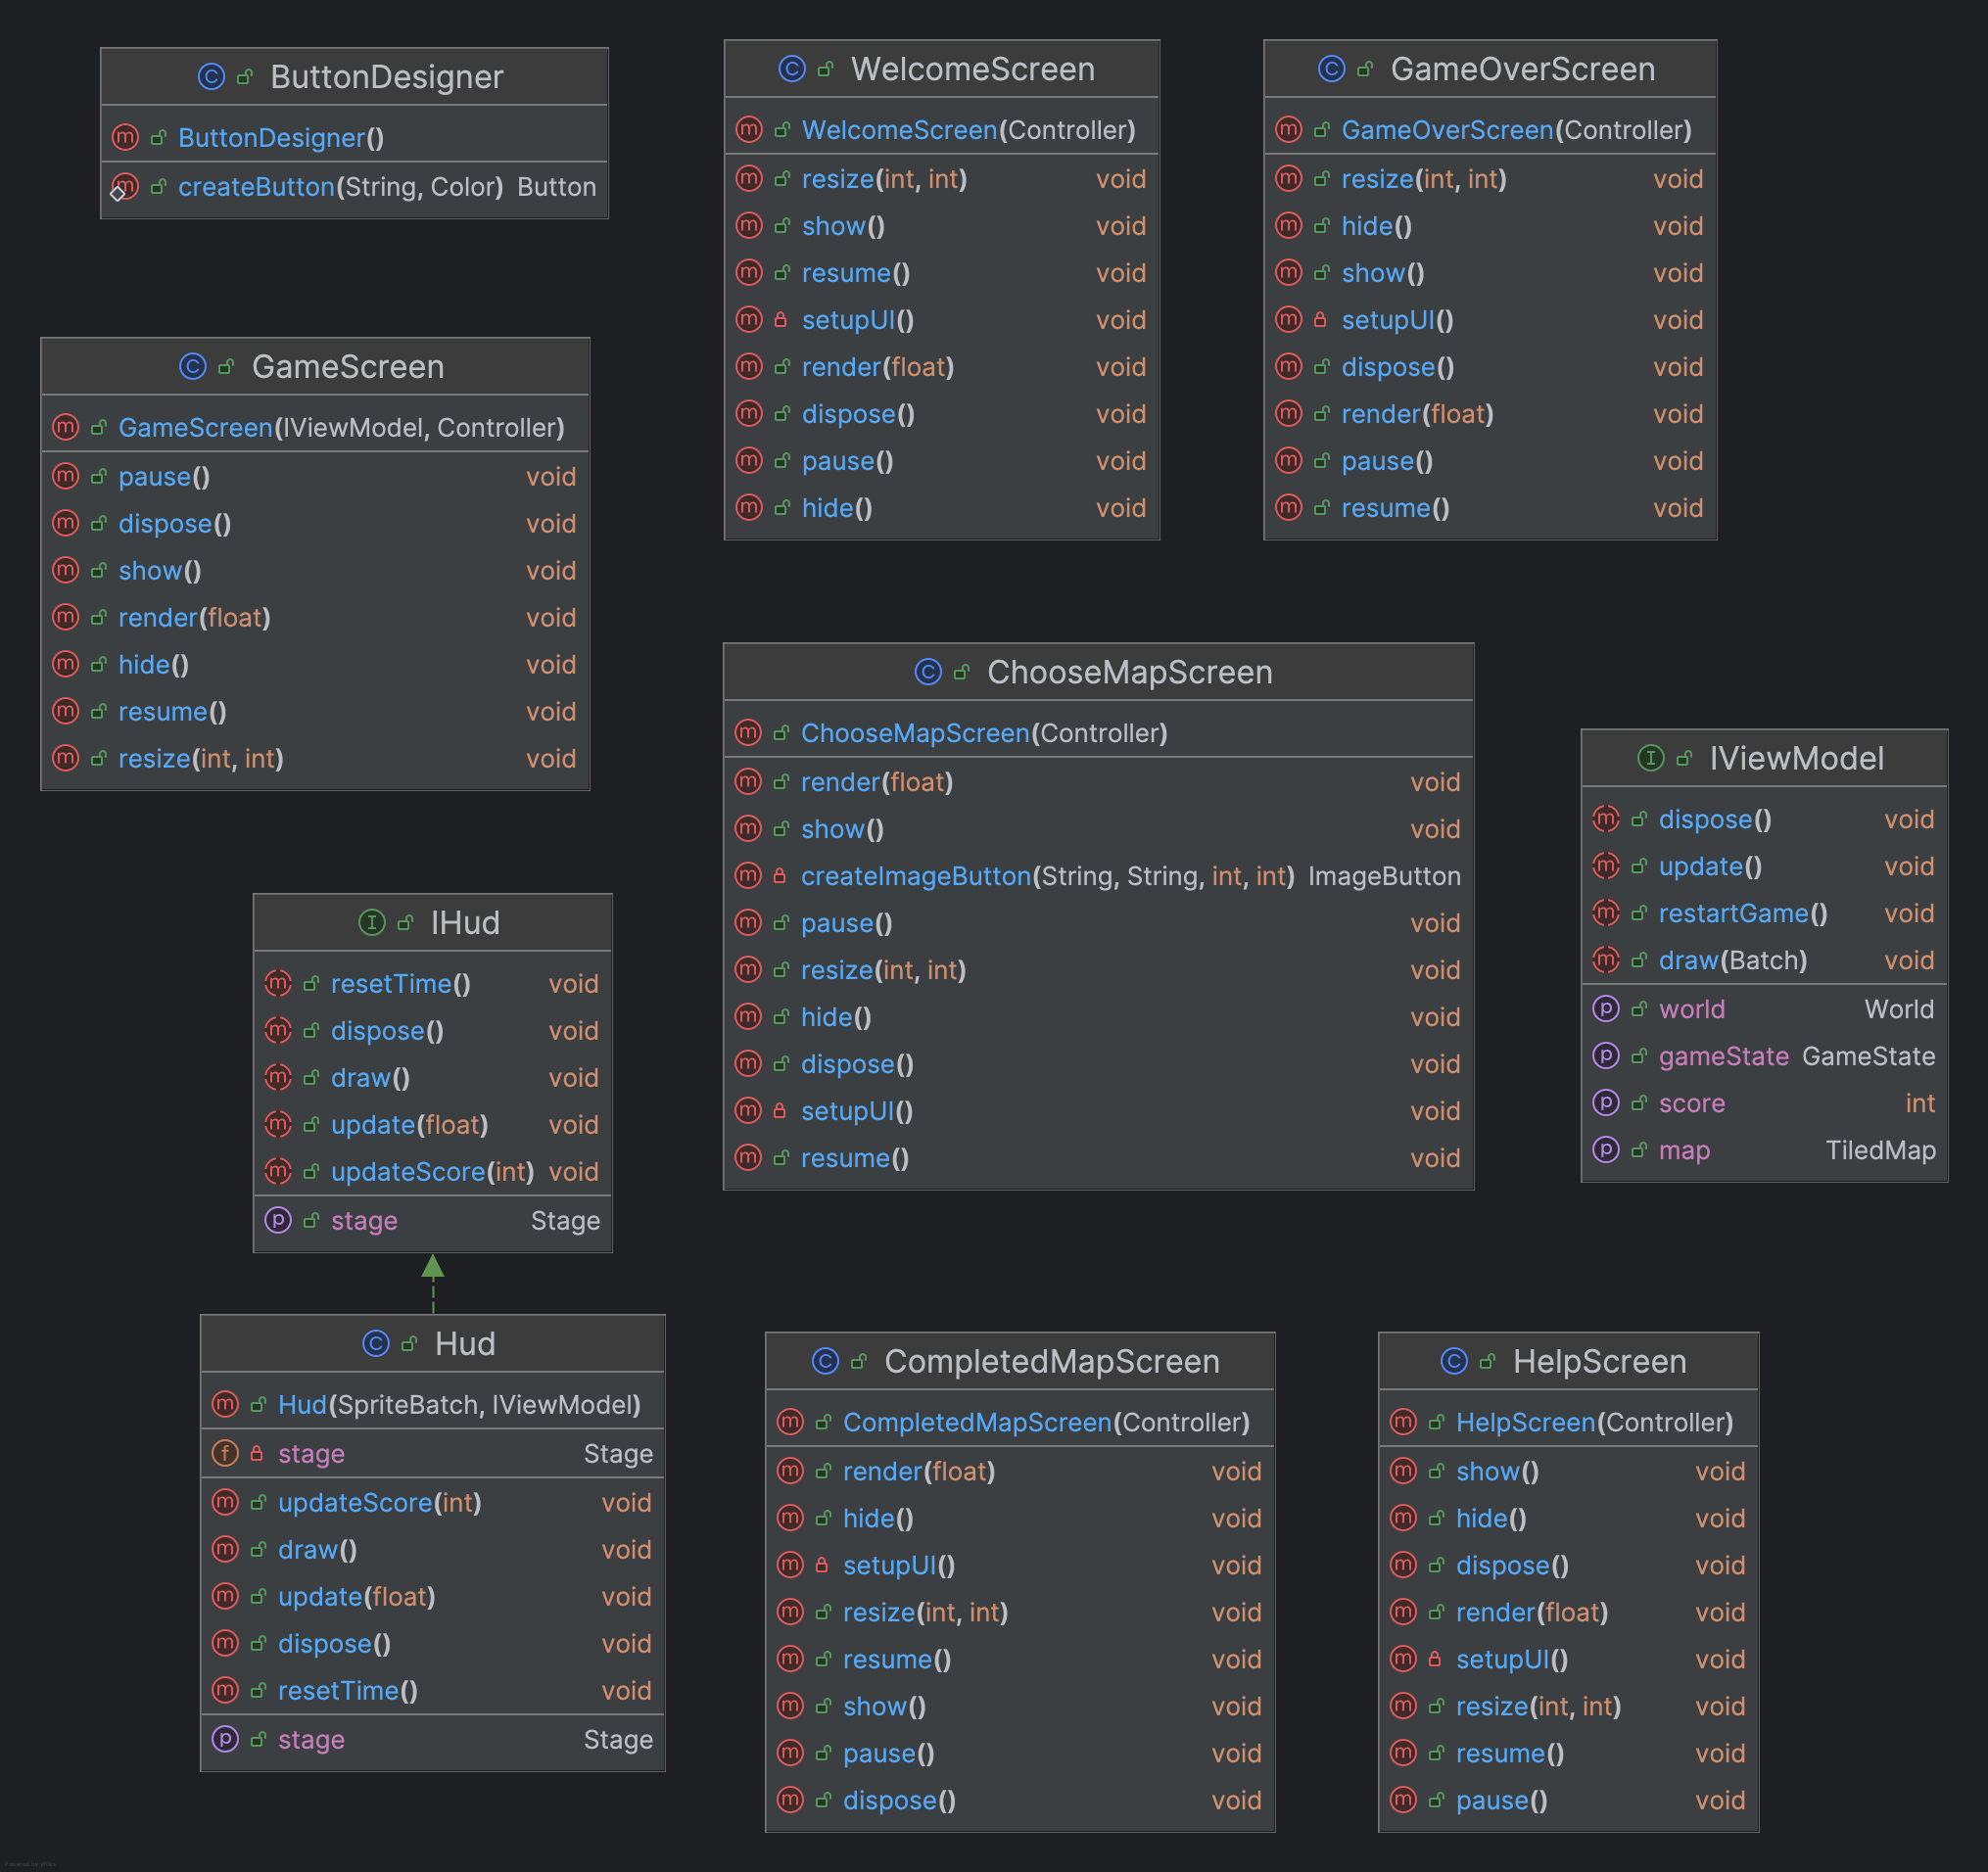 ButtonDesigner
ButtonDesigner()
createButton(String, Color) Button
WelcomeScreen
WelcomeScreen(Controller)
resize(int, int) void
show() void
resume() void
setupUI() void
render(float) void
dispose() void
pause() void
hide() void
GameOverScreen
GameOverScreen(Controller)
resize(int, int) void
hide() void
show() void
setupUI() void
dispose() void
render(float) void
pause() void
resume() void
GameScreen
GameScreen(IViewModel, Controller)
pause() void
dispose() void
show() void
render(float) void
hide() void
resume() void
resize(int, int) void
ChooseMapScreen
ChooseMapScreen(Controller)
render(float) void
show() void
createImageButton(String, String, int, int) ImageButton
pause() void
resize(int, int) void
hide() void
dispose() void
setupUI() void
resume() void
IViewModel
dispose() void
update() void
restartGame() void
draw(Batch) void
world World
gameState GameState
score int
map TiledMap
IHud
resetTime() void
dispose() void
draw() void
update(float) void
updateScore(int) void
stage Stage
Hud
Hud(SpriteBatch, IViewModel)
stage Stage
updateScore(int) void
draw() void
update(float) void
dispose() void
resetTime() void
stage Stage
CompletedMapScreen
CompletedMapScreen(Controller)
render(float) void
hide() void
setupUI() void
resize(int, int) void
resume() void
show() void
pause() void
dispose() void
HelpScreen
HelpScreen(Controller)
show() void
hide() void
dispose() void
render(float) void
setupUI() void
resize(int, int) void
resume() void
pause() void